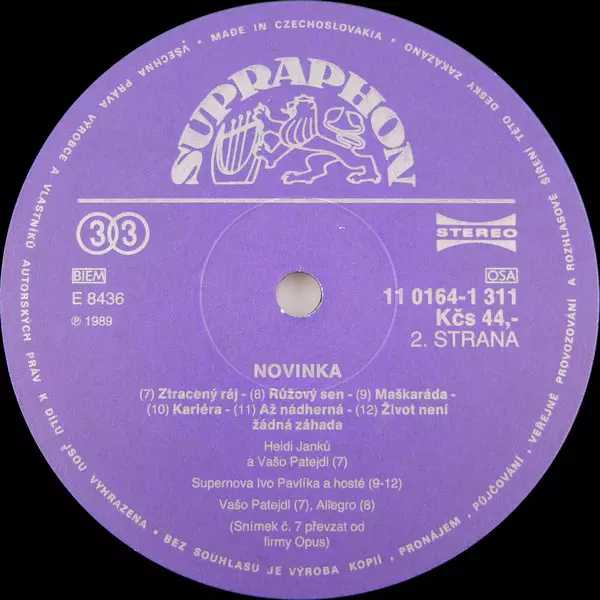 VŠECHNA PRÁVA VÝROBCE A VLASTNÍKŮ AUTORSKÝCH PRÁV K DÍLU JSOU VYHRAZENA • BEZ SOUHLASU JE VÝROBA KOPIÍ, PRONÁJEM, PŮJČOVÁNÍ, VEŘEJNÉ PROVOZOVÁNÍ A ROZHLASOVÉ ŠÍŘENÍ TÉTO DESKY ZAKÁZÁNO • MADE IN CZECHOSLOVAKIA •
SUPRAPHON
33
STEREO
BIEM
OSA
E 8436
11 0164-1 311
Kčs 44,-
℗ 1989
2. STRANA
NOVINKA
(7) Ztracený ráj - (8) Růžový sen - (9) Maškaráda -
(10) Kariéra - (11) Až nádherná - (12) Život není
žádná záhada
Heidi Janků
a Vašo Patejdl (7)
Supernova Ivo Pavlíka a hosté (9-12)
Vašo Patejdl (7), Allegro (8)
(Snímek č. 7 převzat od
firmy Opus)